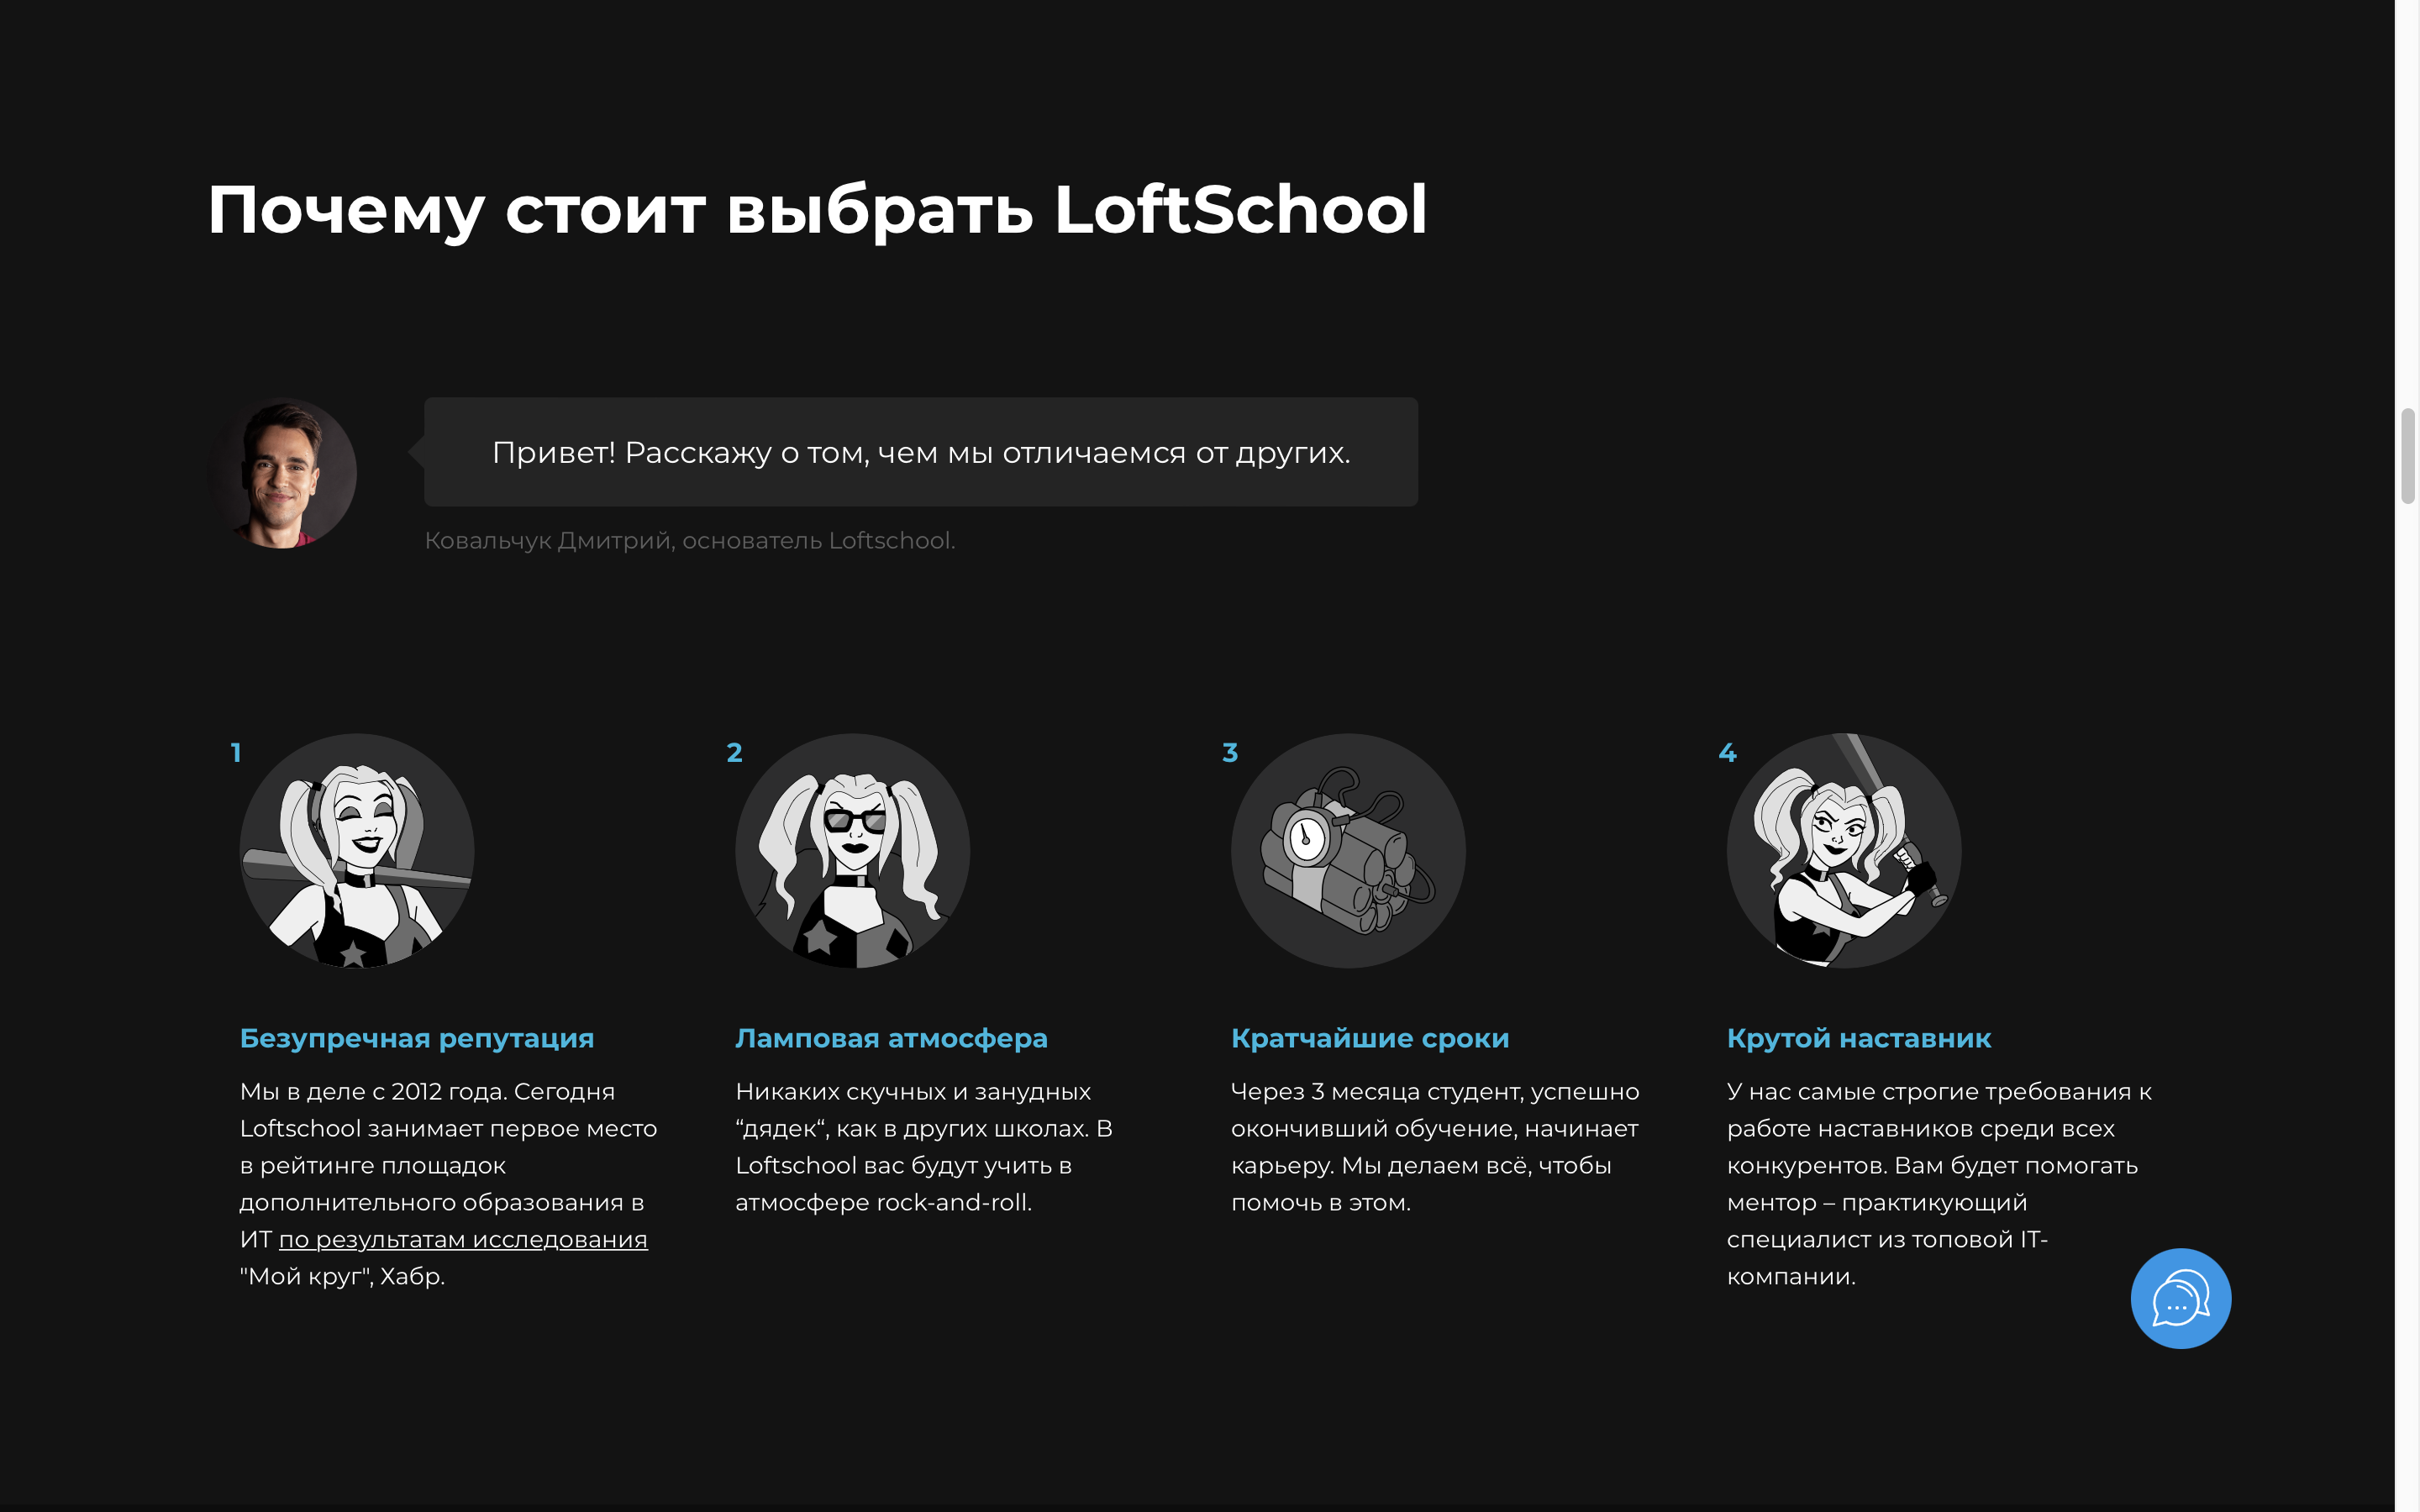 Почему стоит выбрать LoftSchool
Привет! Расскажу о том, чем мы отличаемся от других.
Ковальчук Дмитрий, основатель Loftschool.
1
Безупречная репутация
Мы в деле с 2012 года. Сегодня
Loftschool занимает первое место
в рейтинге площадок
дополнительного образования в
ИТ по результатам исследования
"Мой круг", Хабр.
2
Ламповая атмосфера
Никаких скучных и занудных
“дядек“, как в других школах. В
Loftschool вас будут учить в
атмосфере rock-and-roll.
3
Кратчайшие сроки
Через 3 месяца студент, успешно
окончивший обучение, начинает
карьеру. Мы делаем всё, чтобы
помочь в этом.
4
Крутой наставник
У нас самые строгие требования к
работе наставников среди всех
конкурентов. Вам будет помогать
ментор – практикующий
специалист из топовой IT-
компании.